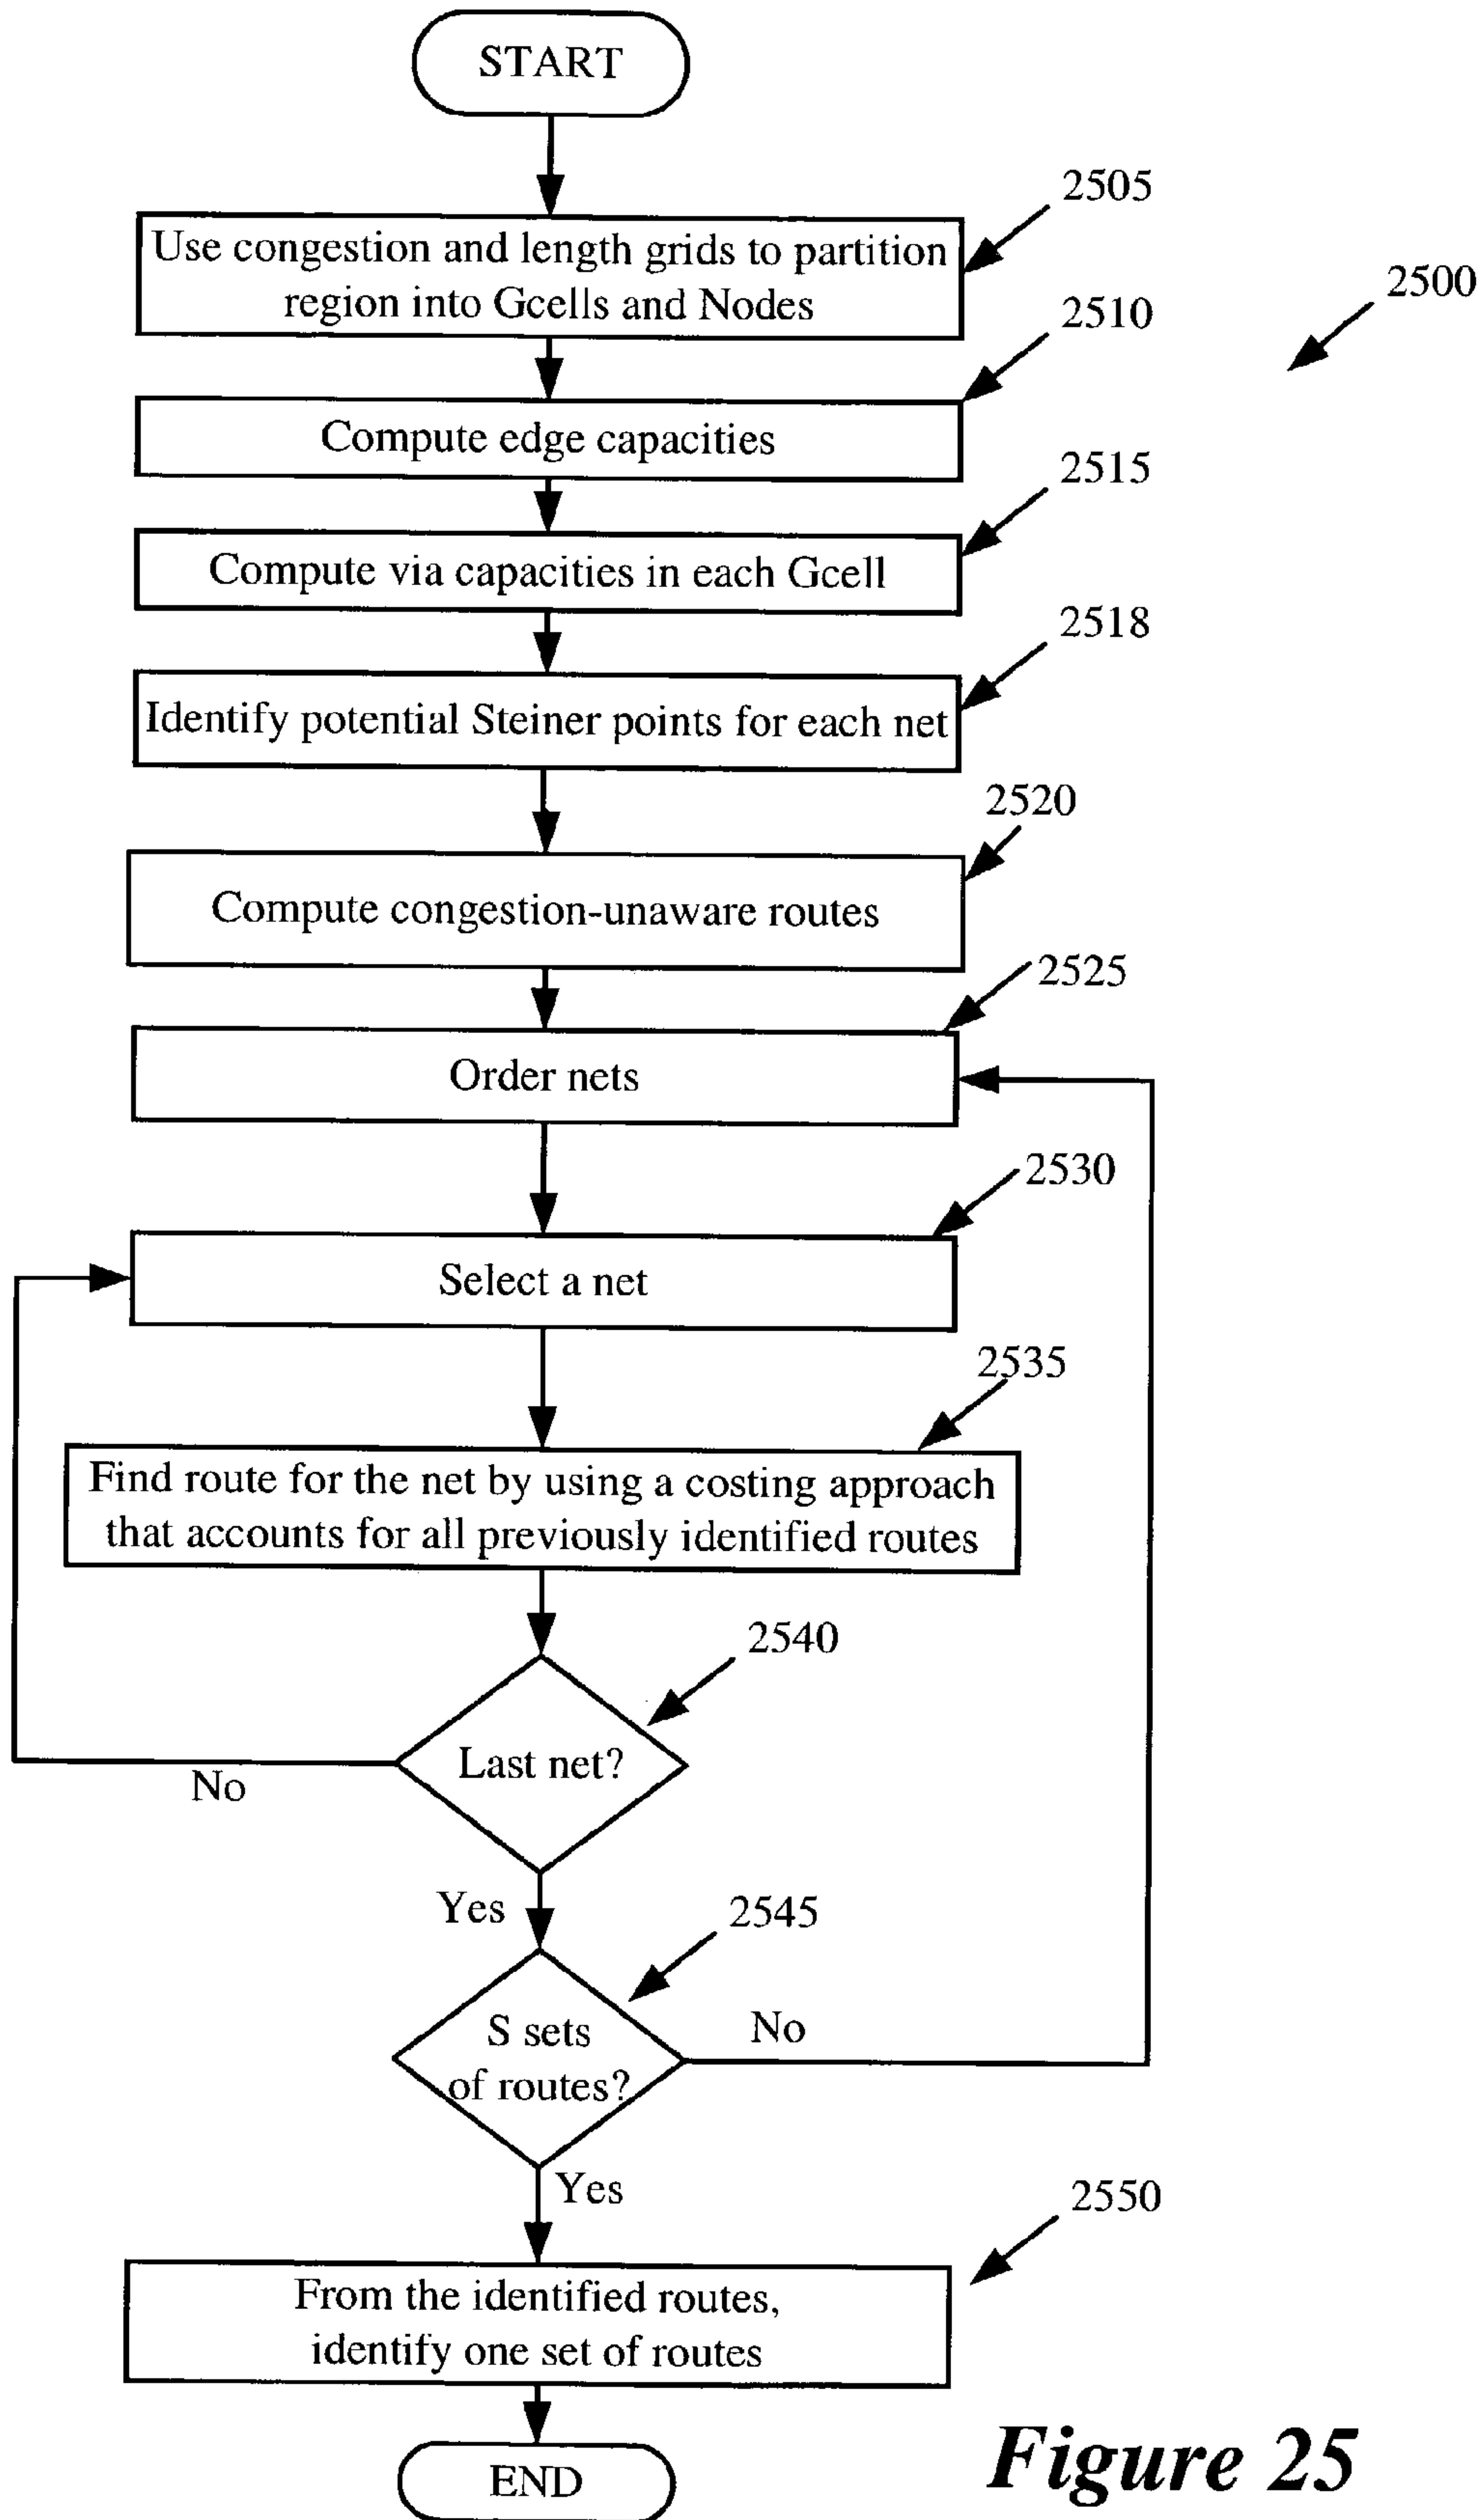 START
2505
Use congestion and length grids to partition
region into Gcells and Nodes
2500
2510
Compute edge capacities
2515
Compute via capacities in each Gcell
2518
Identify potential Steiner points for each net
2520
Compute congestion-unaware routes
2525
Order nets
2530
Select a net
2535
Find route for the net by using a costing approach
that accounts for all previously identified routes
2540
Last net?
No
Yes
2545
S sets
of routes?
No
Yes
2550
From the identified routes,
identify one set of routes
END
Figure 25